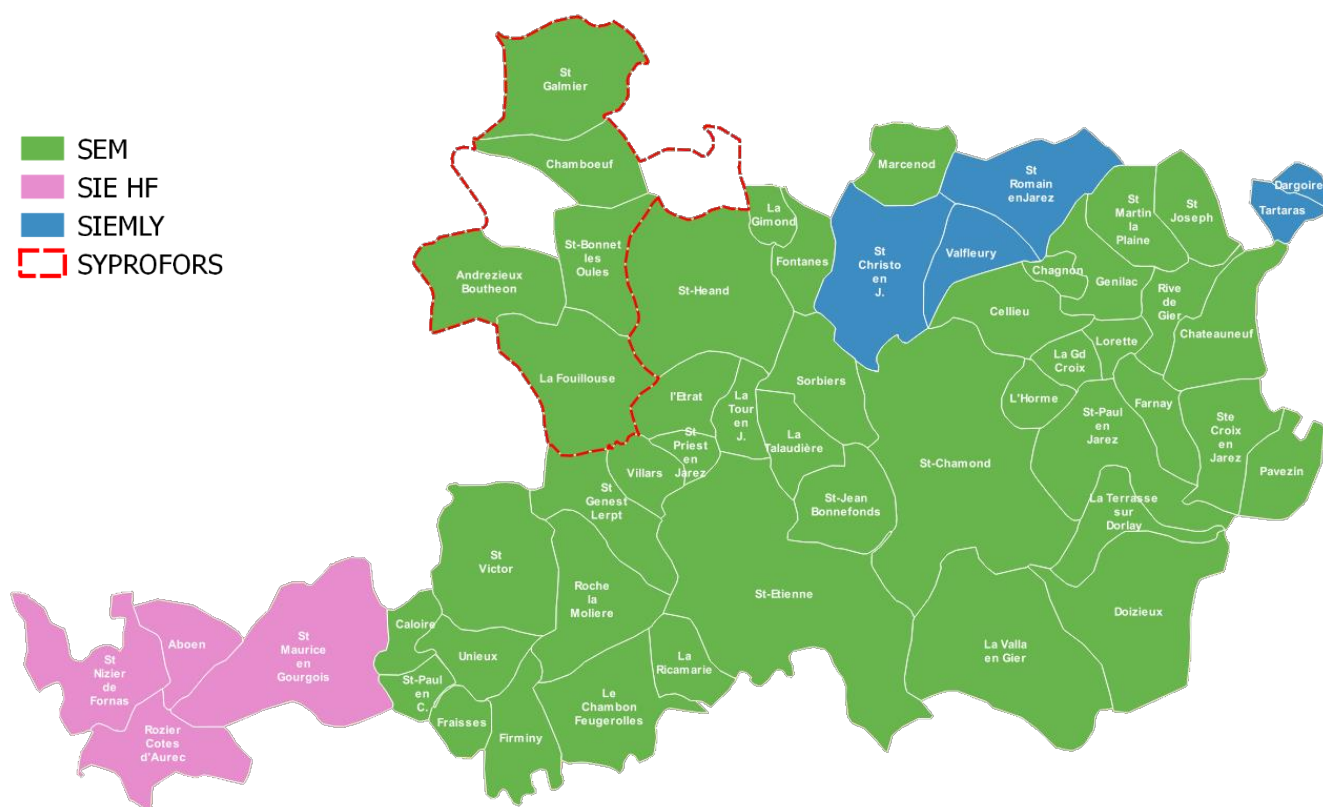 SEM
SIE HF
SIEMLY
SYPROFORS
St
Galmier
Chamboeuf
St-Bonnet
les
Oules
Andrezieux
Boutheon
La Fouillouse
Marcenod
St
Romain
enJarez
St
Christo
en
J.
Valfleury
Dargoire
Tartaras
La
Gimond
Fontanes
St-Heand
St
Martin
la
Plaine
St
Joseph
Chagnon
Genilac
Rive
de
Gier
Cellieu
Chateauneuf
Lorette
La Gd
Croix
L'Horme
Farnay
St-Paul
en
Jarez
Ste
Croix
en
Jarez
Pavezin
Sorbiers
l'Etrat
La
Tour
en
J.
La
Talaudière
St
Priest
en
Jarez
Villars
St
Genest
Lerpt
St-Jean
Bonnefonds
St-Chamond
La Terrasse
sur
Dorlay
St
Victor
Roche
la
Moliere
St-Etienne
Doizieux
La Valla
en Gier
Caloire
Unieux
La
Ricamarie
St-Paul
en
C.
Fraisses
Firminy
Le
Chambon
Feugerolles
St
Maurice
en
Gourgois
Aboen
St
Nizier
de
Fornas
Rozier
Cotes
d'Aurec